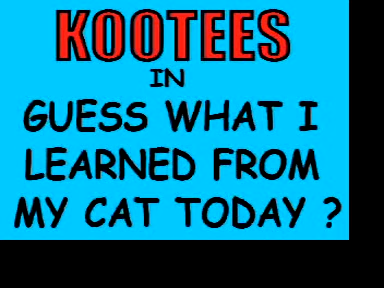 KOOTEES
IN
GUESS WHAT I
LEARNED FROM
MY CAT TODAY ?